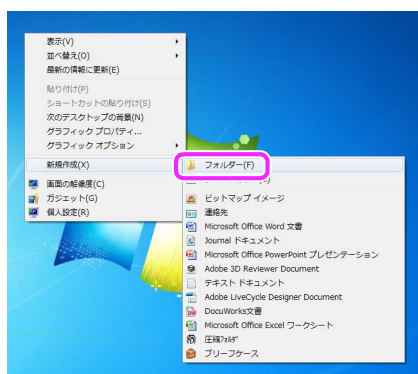 表示(V)
並べ替え(O)
最新の情報に更新(E)
貼り付け(P)
ショートカットの貼り付け(S)
次のデスクトップの背景(N)
グラフィック プロパティ...
グラフィック オプション
新規作成(X)
画面の解像度(C)
ガジェット(G)
個人設定(R)
フォルダー(F)
ビットマップ イメージ
連絡先
Microsoft Office Word 文書
Journal ドキュメント
Microsoft Office PowerPoint プレゼンテーション
Adobe 3D Reviewer Document
テキスト ドキュメント
Adobe LiveCycle Designer Document
DocuWorks文書
Microsoft Office Excel ワークシート
圧縮ﾌｫﾙﾀﾞ
ブリーフケース